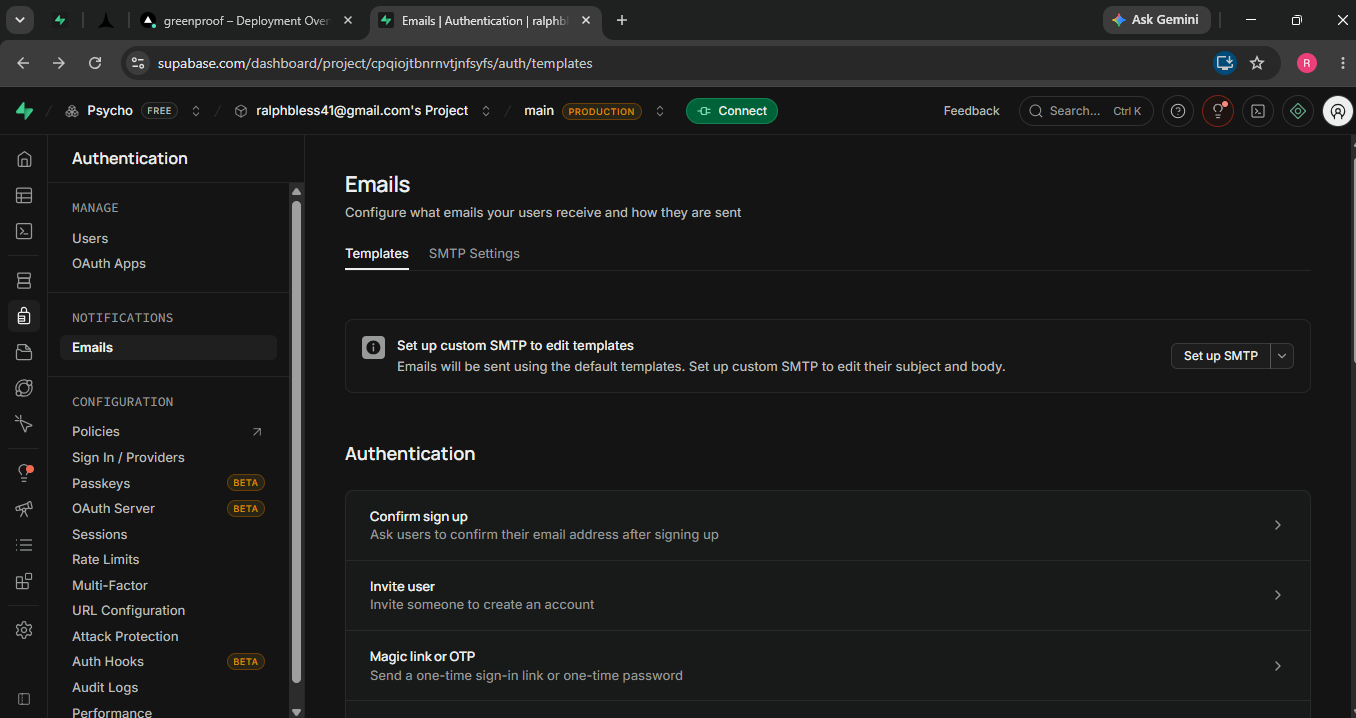 greenproof – Deployment Over
Emails | Authentication | ralphbl
Ask Gemini
supabase.com/dashboard/project/cpqiojtbnrnvtjnfsyfs/auth/templates
R
Psycho FREE
ralphbless41@gmail.com's Project
main PRODUCTION
Connect
Feedback
Search... Ctrl K
Authentication
MANAGE
Users
OAuth Apps
NOTIFICATIONS
Emails
CONFIGURATION
Policies
Sign In / Providers
Passkeys BETA
OAuth Server BETA
Sessions
Rate Limits
Multi-Factor
URL Configuration
Attack Protection
Auth Hooks BETA
Audit Logs
Performance
Emails
Configure what emails your users receive and how they are sent
Templates SMTP Settings
Set up custom SMTP to edit templates
Emails will be sent using the default templates. Set up custom SMTP to edit their subject and body.
Set up SMTP
Authentication
Confirm sign up
Ask users to confirm their email address after signing up
Invite user
Invite someone to create an account
Magic link or OTP
Send a one-time sign-in link or one-time password